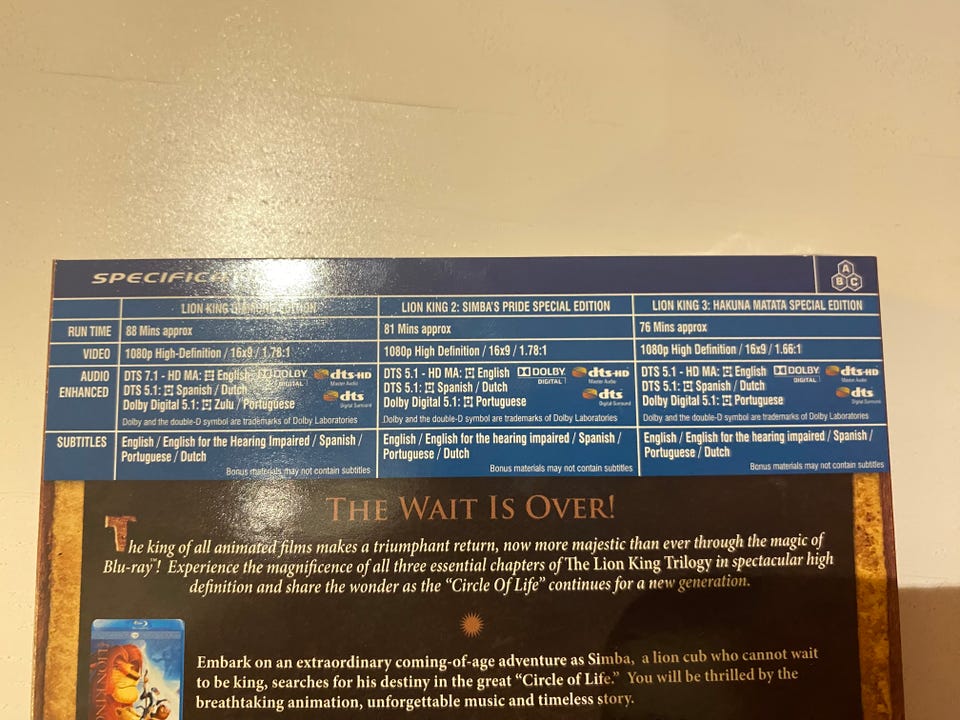 SPECIFIC
A
B C
LION KING EDITION
LION KING 2: SIMBA'S PRIDE SPECIAL EDITION
LION KING 3: HAKUNA MATATA SPECIAL EDITION
RUN TIME
88 Mins approx
81 Mins approx
76 Mins approx
VIDEO
1080p High-Definition / 16x9 / 1.78:1
1080p High Definition / 16x9 / 1.78:1
1080p High Definition / 16x9 / 1.66:1
AUDIO
ENHANCED
DTS 7.1 - HD MA: English DOLBY DIGITAL dts-HD Master Audio
DTS 5.1: Spanish / Dutch dts Digital Surround
Dolby Digital 5.1: Zulu / Portuguese
Dolby and the double-D symbol are trademarks of Dolby Laboratories
DTS 5.1 - HD MA: English DOLBY DIGITAL dts-HD Master Audio
DTS 5.1: Spanish / Dutch dts Digital Surround
Dolby Digital 5.1: Portuguese
Dolby and the double-D symbol are trademarks of Dolby Laboratories
DTS 5.1 - HD MA: English DOLBY DIGITAL dts-HD Master Audio
DTS 5.1: Spanish / Dutch dts Digital Surround
Dolby Digital 5.1: Portuguese
Dolby and the double-D symbol are trademarks of Dolby Laboratories
SUBTITLES
English / English for the Hearing Impaired / Spanish /
Portuguese / Dutch
Bonus materials may not contain subtitles
English / English for the hearing impaired / Spanish /
Portuguese / Dutch
Bonus materials may not contain subtitles
English / English for the hearing impaired / Spanish /
Portuguese / Dutch
Bonus materials may not contain subtitles
THE WAIT IS OVER!
The king of all animated films makes a triumphant return, now more majestic than ever through the magic of
Blu-ray™! Experience the magnificence of all three essential chapters of The Lion King Trilogy in spectacular high
definition and share the wonder as the “Circle Of Life” continues for a new generation.
Embark on an extraordinary coming-of-age adventure as Simba, a lion cub who cannot wait
to be king, searches for his destiny in the great “Circle of Life.” You will be thrilled by the
breathtaking animation, unforgettable music and timeless story.